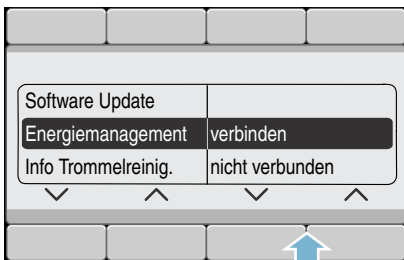 Software Update
Energiemanagement verbinden
Info Trommelreinig. nicht verbunden